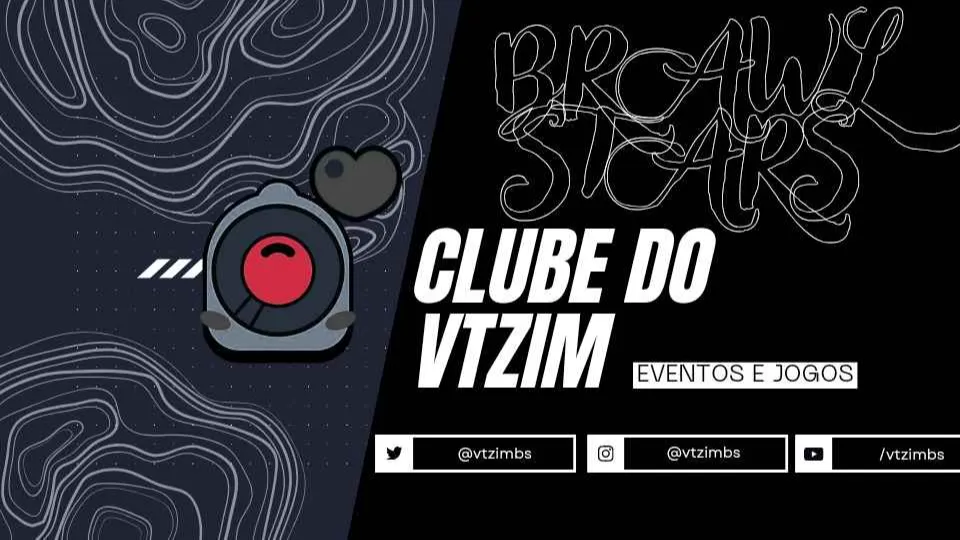 BRAWL
STARS
CLUBE DO
VTZIM
EVENTOS E JOGOS
@vtzimbs
@vtzimbs
/vtzimbs